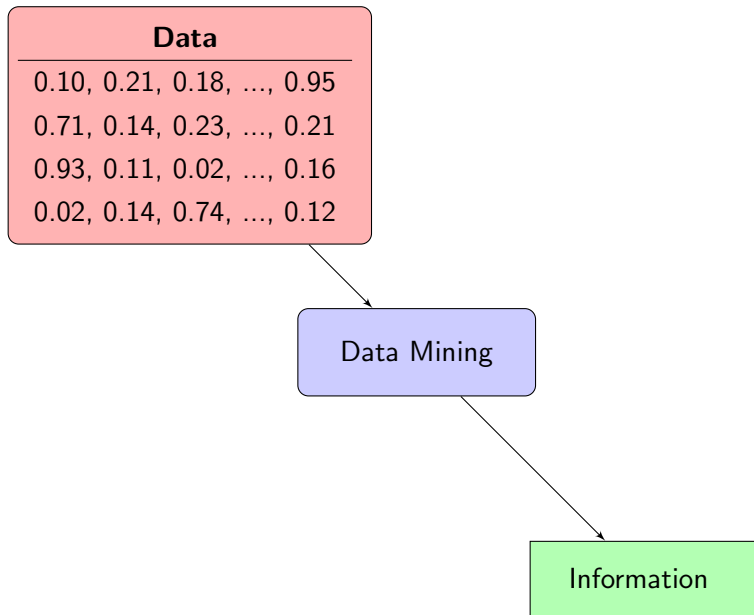 Data
0.10, 0.21, 0.18, ..., 0.95
0.71, 0.14, 0.23, ..., 0.21
0.93, 0.11, 0.02, ..., 0.16
0.02, 0.14, 0.74, ..., 0.12
Data Mining
Information